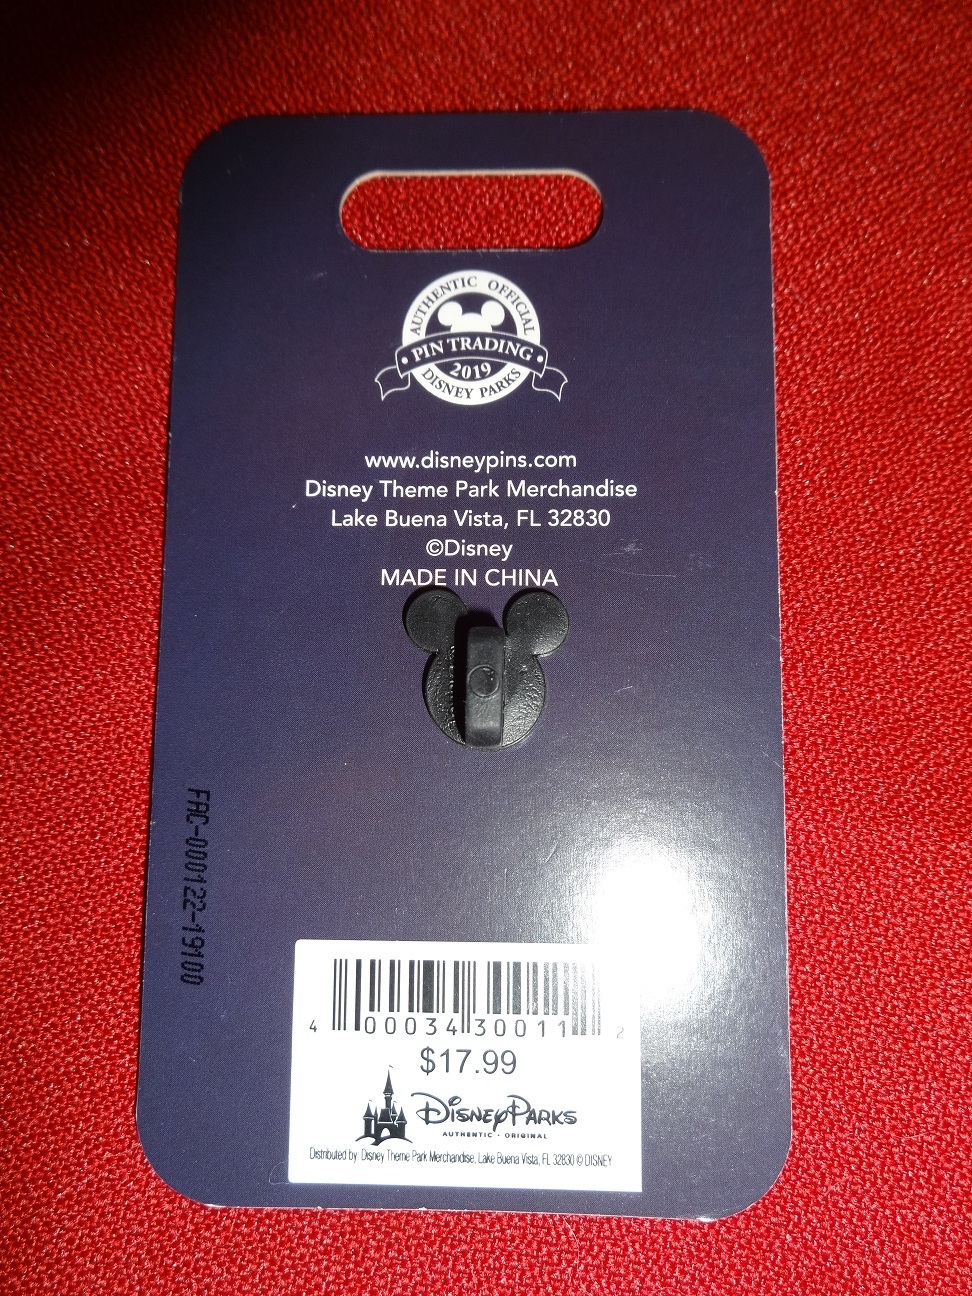 AUTHENTIC OFFICIAL
PIN TRADING
2019
DISNEY PARKS
www.disneypins.com
Disney Theme Park Merchandise
Lake Buena Vista, FL 32830
©Disney
MADE IN CHINA
FAC-000122-19100
4 00034 30011 2
$17.99
DISNEY PARKS
AUTHENTIC • ORIGINAL
Distributed by: Disney Theme Park Merchandise, Lake Buena Vista, FL 32830 © DISNEY